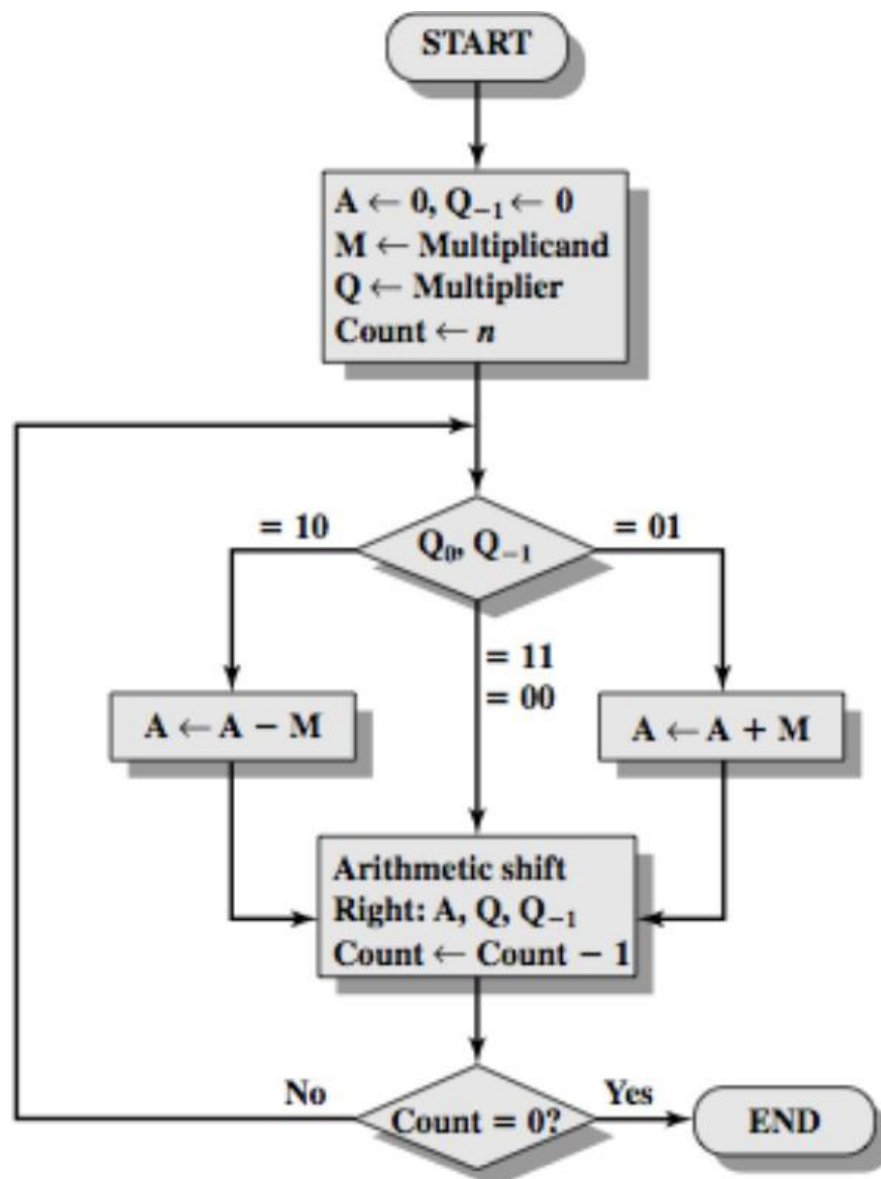 START
A ← 0, Q₋₁ ← 0
M ← Multiplicand
Q ← Multiplier
Count ← n
= 10
Q₀, Q₋₁
= 01
= 11
= 00
A ← A − M
A ← A + M
Arithmetic shift
Right: A, Q, Q₋₁
Count ← Count − 1
No
Count = 0?
Yes
END